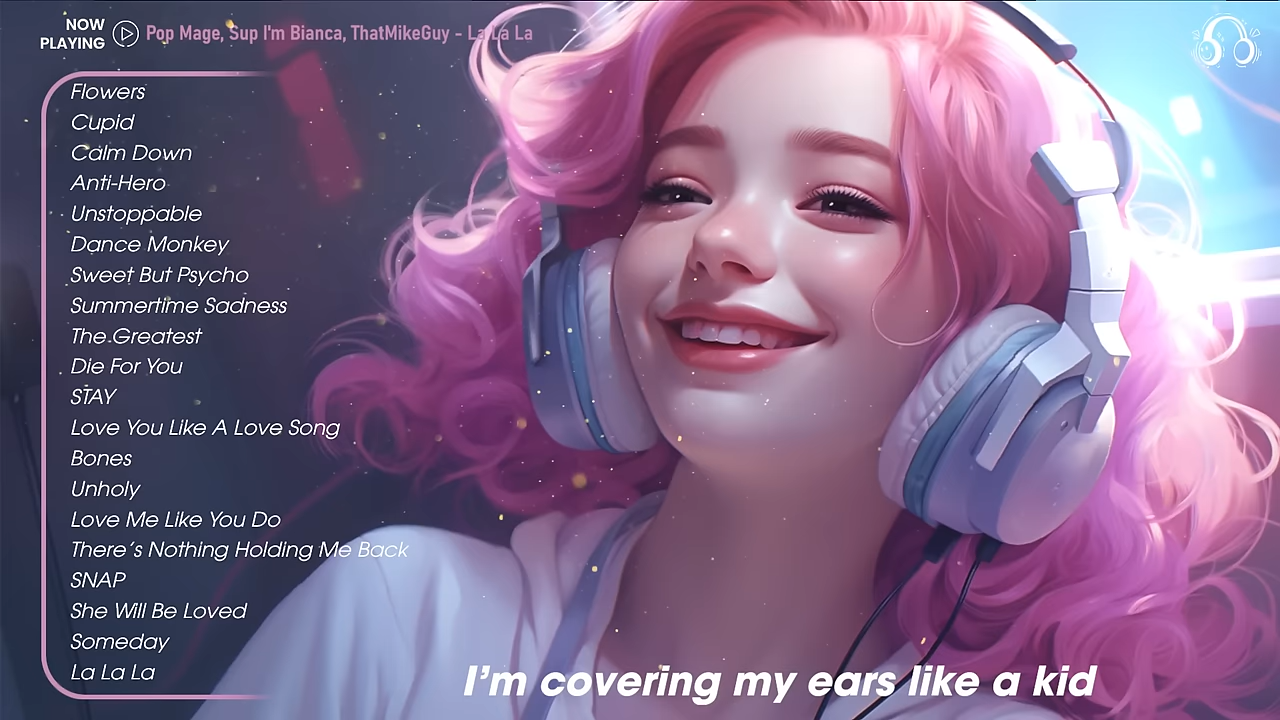 NOW
PLAYING
Pop Mage, Sup I'm Bianca, ThatMikeGuy - La La La
Flowers
Cupid
Calm Down
Anti-Hero
Unstoppable
Dance Monkey
Sweet But Psycho
Summertime Sadness
The Greatest
Die For You
STAY
Love You Like A Love Song
Bones
Unholy
Love Me Like You Do
There's Nothing Holding Me Back
SNAP
She Will Be Loved
Someday
La La La
I'm covering my ears like a kid